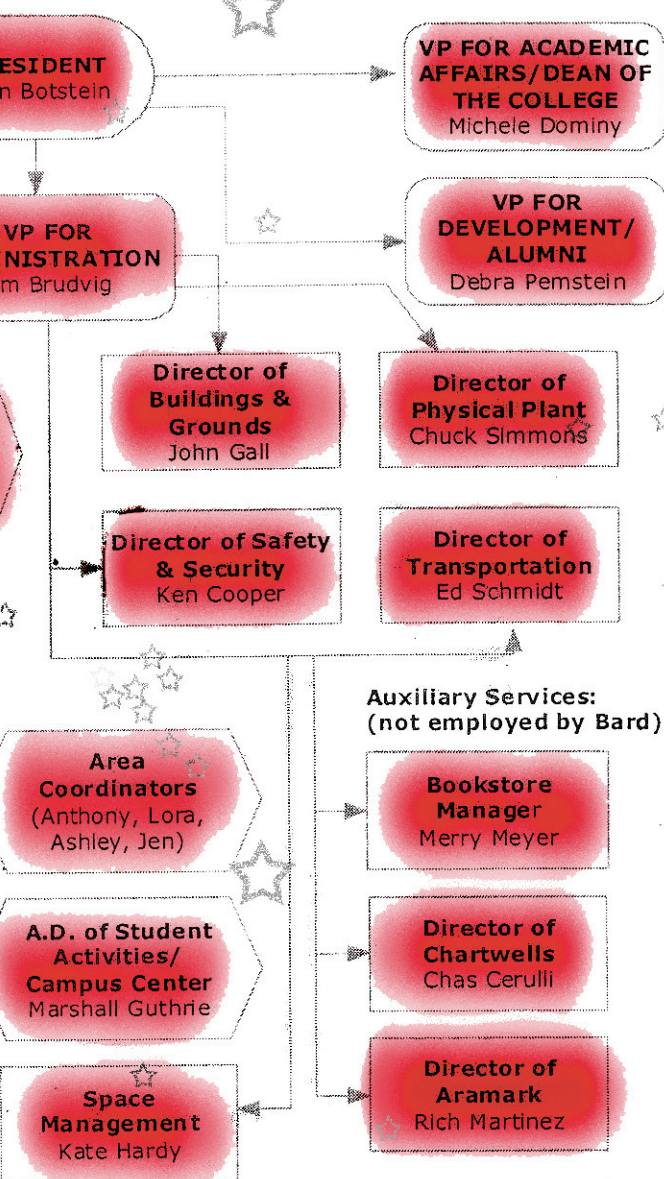 ESIDENT
n Botstein
VP FOR ACADEMIC
AFFAIRS/DEAN OF
THE COLLEGE
Michele Dominy
VP FOR
NISTRATION
m Brudvig
VP FOR
DEVELOPMENT/
ALUMNI
Debra Pemstein
Director of
Buildings &
Grounds
John Gall
Director of
Physical Plant
Chuck Simmons
Director of Safety
& Security
Ken Cooper
Director of
Transportation
Ed Schmidt
Auxiliary Services:
(not employed by Bard)
Area
Coordinators
(Anthony, Lora,
Ashley, Jen)
Bookstore
Manager
Merry Meyer
A.D. of Student
Activities/
Campus Center
Marshall Guthrie
Director of
Chartwells
Chas Cerulli
Space
Management
Kate Hardy
Director of
Aramark
Rich Martinez